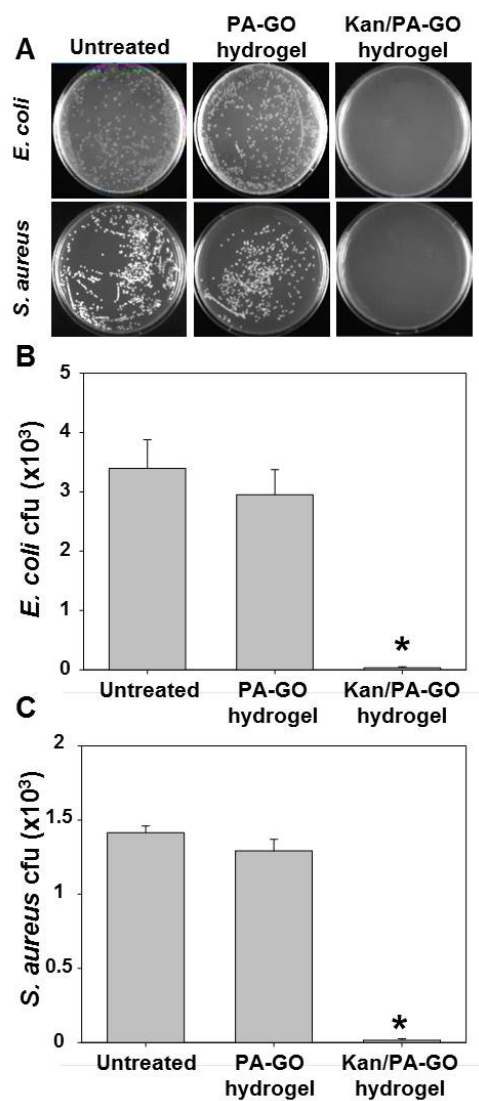 A
Untreated
PA-GO
hydrogel
Kan/PA-GO
hydrogel
E. coli
S. aureus
B
E. coli cfu (x10³)
5
4
3
2
1
0
*
Untreated
PA-GO
hydrogel
Kan/PA-GO
hydrogel
C
S. aureus cfu (x10³)
2
1.5
1
0.5
0
*
Untreated
PA-GO
hydrogel
Kan/PA-GO
hydrogel